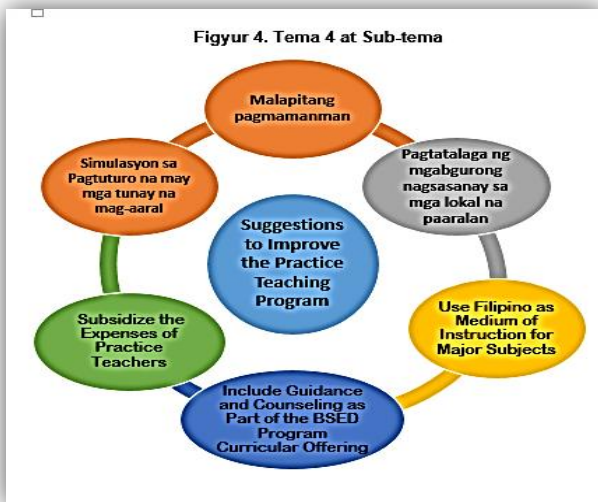 Figyur 4. Tema 4 at Sub-tema
Malapitang
pagmamanman
Pagtatalaga ng
mgabgurong
nagsasanay sa
mga lokal na
paaralan
Use Filipino as
Medium of
Instruction for
Major Subjects
Include Guidance
and Counseling as
Part of the BSED
Program
Curricular Offering
Subsidize the
Expenses of
Practice
Teachers
Simulasyon sa
Pagtuturo na may
mga tunay na
mag-aaral
Suggestions
to Improve
the Practice
Teaching
Program